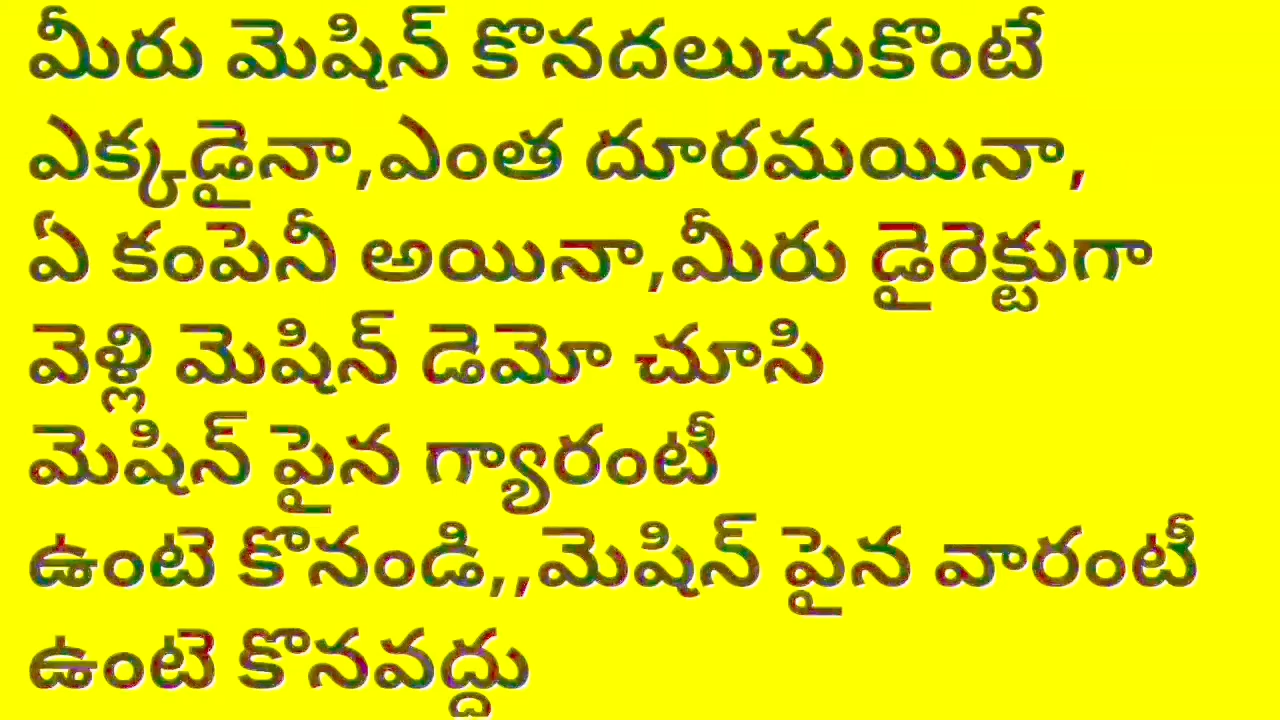 మీరు మెషిన్ కొనదలుచుకొంటే
ఎక్కడైనా,ఎంత దూరమయినా,
ఏ కంపెనీ అయినా,మీరు డైరెక్టుగా
వెళ్లి మెషిన్ డెమో చూసి
మెషిన్ పైన గ్యారంటీ
ఉంటె కొనండి,,మెషిన్ పైన వారంటీ
ఉంటె కొనవద్దు